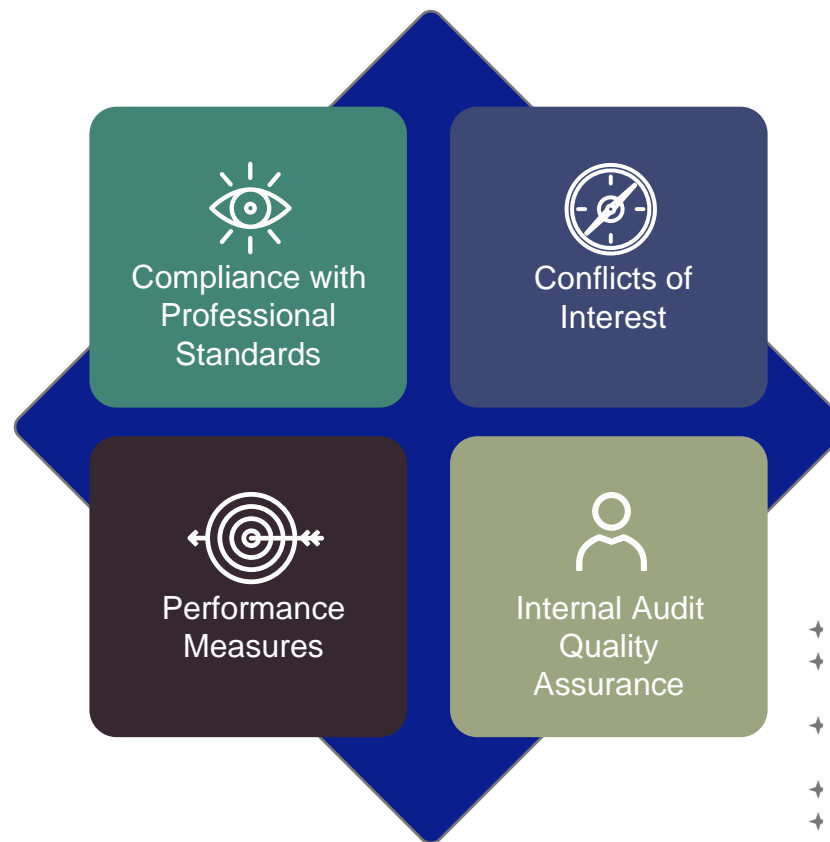 Compliance with
Professional
Standards
Conflicts of
Interest
Performance
Measures
Internal Audit
Quality
Assurance